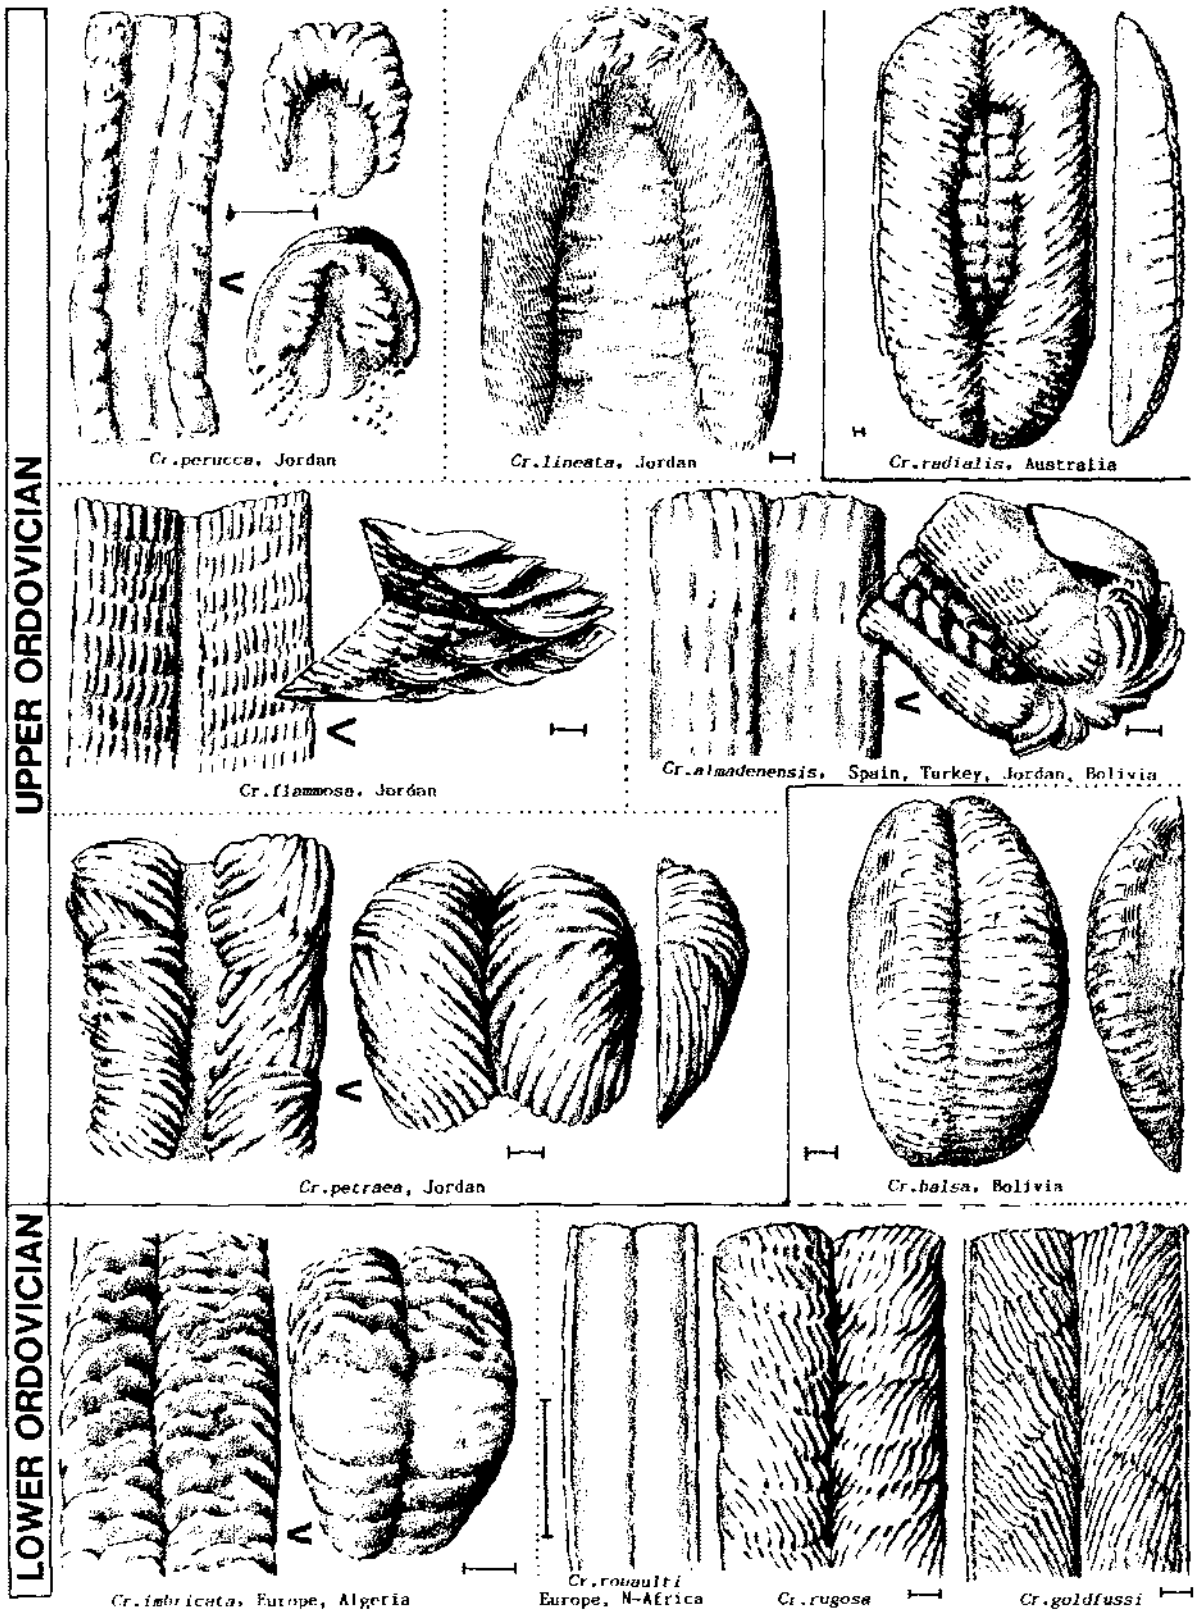 UPPER ORDOVICIAN
Cr.perucca, Jordan
Cr.lineata, Jordan
Cr.radialis, Australia
V
Cr.flammosa, Jordan
V
Cr.almadenensis, Spain, Turkey, Jordan, Bolivia
V
Cr.petraea, Jordan
V
Cr.balsa, Bolivia
LOWER ORDOVICIAN
V
Cr.imbricata, Europe, Algeria
Cr.rouaulti
Europe, N-Africa
Cr.rugosa
Cr.goldfussi